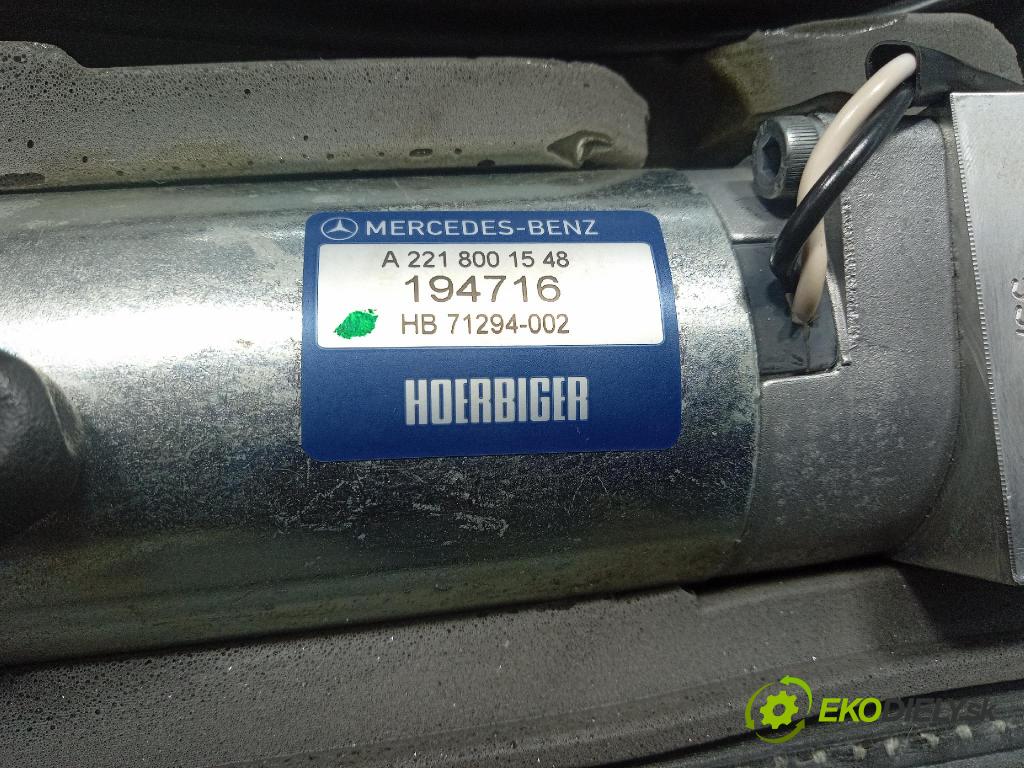 MERCEDES-BENZ
A 221 800 15 48
194716
HB 71294-002
HOERBIGER
EKODIELY.SK